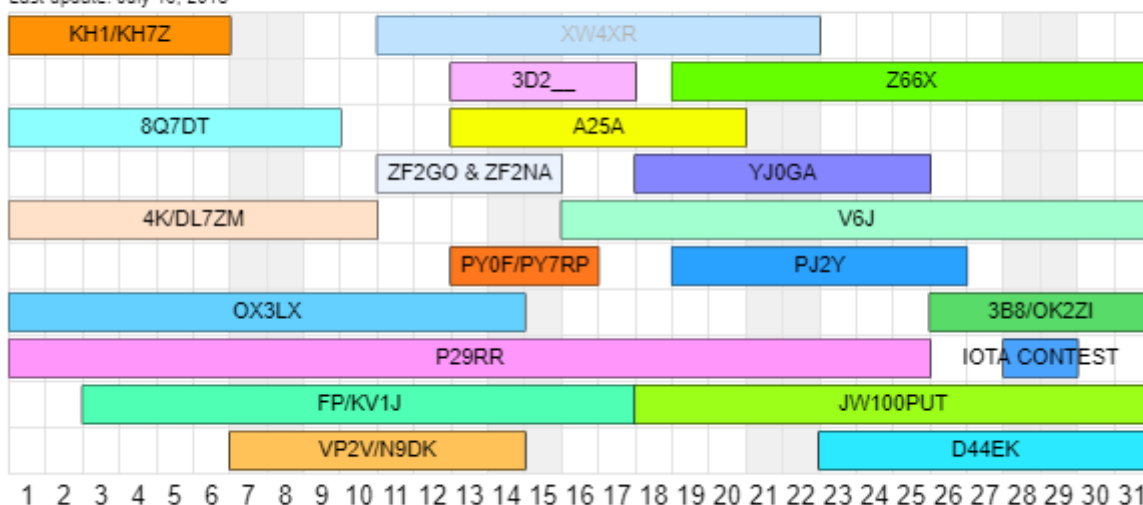 KH1/KH7Z XW4XR
3D2__ Z66X
8Q7DT A25A
ZF2GO & ZF2NA YJ0GA
4K/DL7ZM V6J
PY0F/PY7RP PJ2Y
OX3LX 3B8/OK2ZI
P29RR IOTA CONTEST
FP/KV1J JW100PUT
VP2V/N9DK D44EK
1 2 3 4 5 6 7 8 9 10 11 12 13 14 15 16 17 18 19 20 21 22 23 24 25 26 27 28 29 30 31